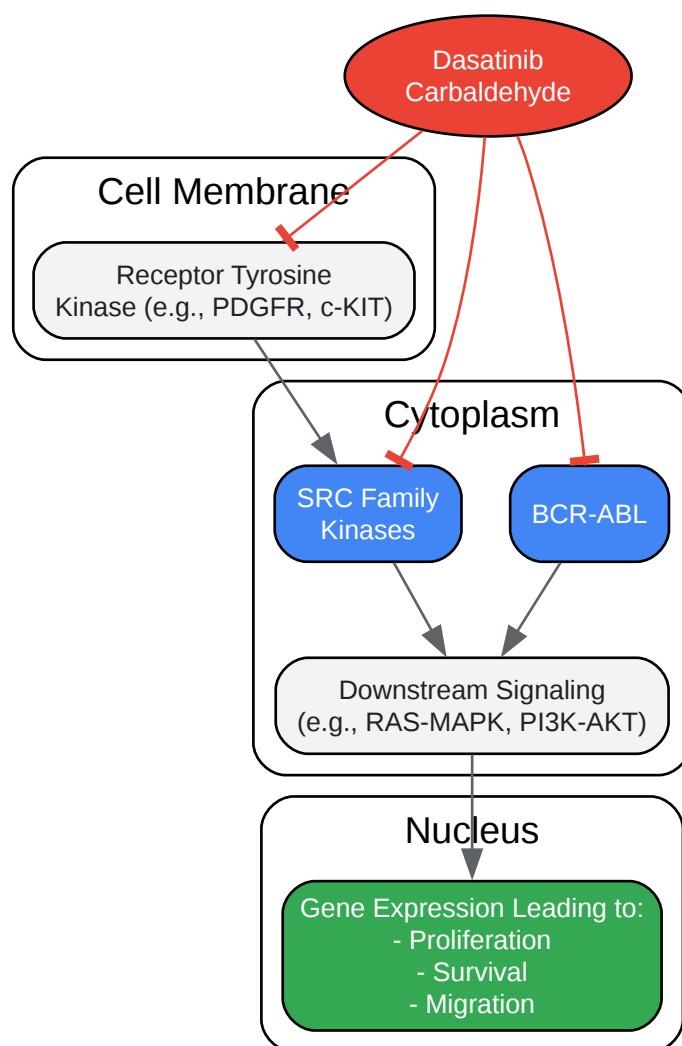 Dasatinib
Carbaldehyde
Cell Membrane
Receptor Tyrosine
Kinase (e.g., PDGFR, c-KIT)
Cytoplasm
SRC Family
Kinases
BCR-ABL
Downstream Signaling
(e.g., RAS-MAPK, PI3K-AKT)
Nucleus
Gene Expression Leading to:
- Proliferation
- Survival
- Migration